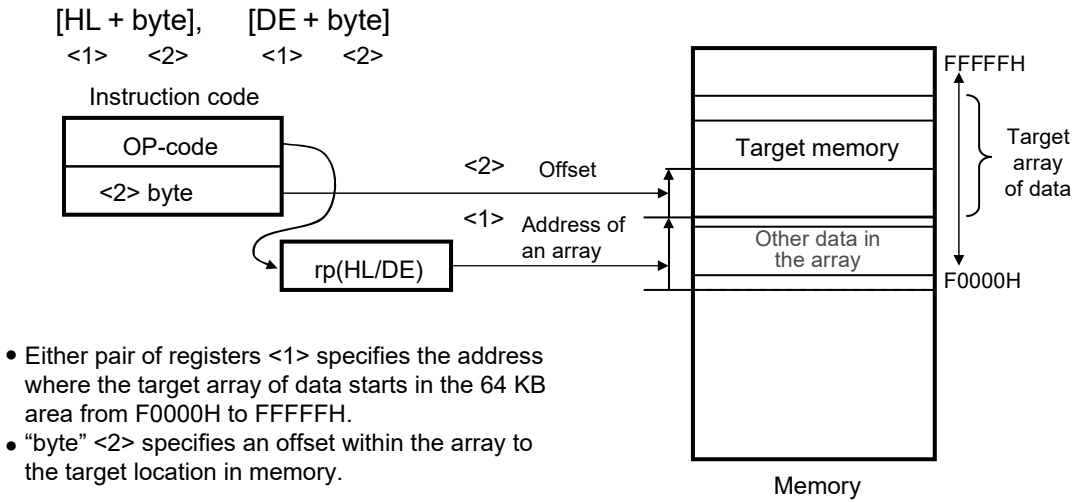 [HL + byte], [DE + byte]
<1> <2> <1> <2>
Instruction code
OP-code
<2> byte
<2> Offset
<1> Address of
an array
rp(HL/DE)
FFFFFH
Target memory
Target
array
of data
Other data in
the array
F0000H
Memory
• Either pair of registers <1> specifies the address
where the target array of data starts in the 64 KB
area from F0000H to FFFFFH.
• “byte” <2> specifies an offset within the array to
the target location in memory.